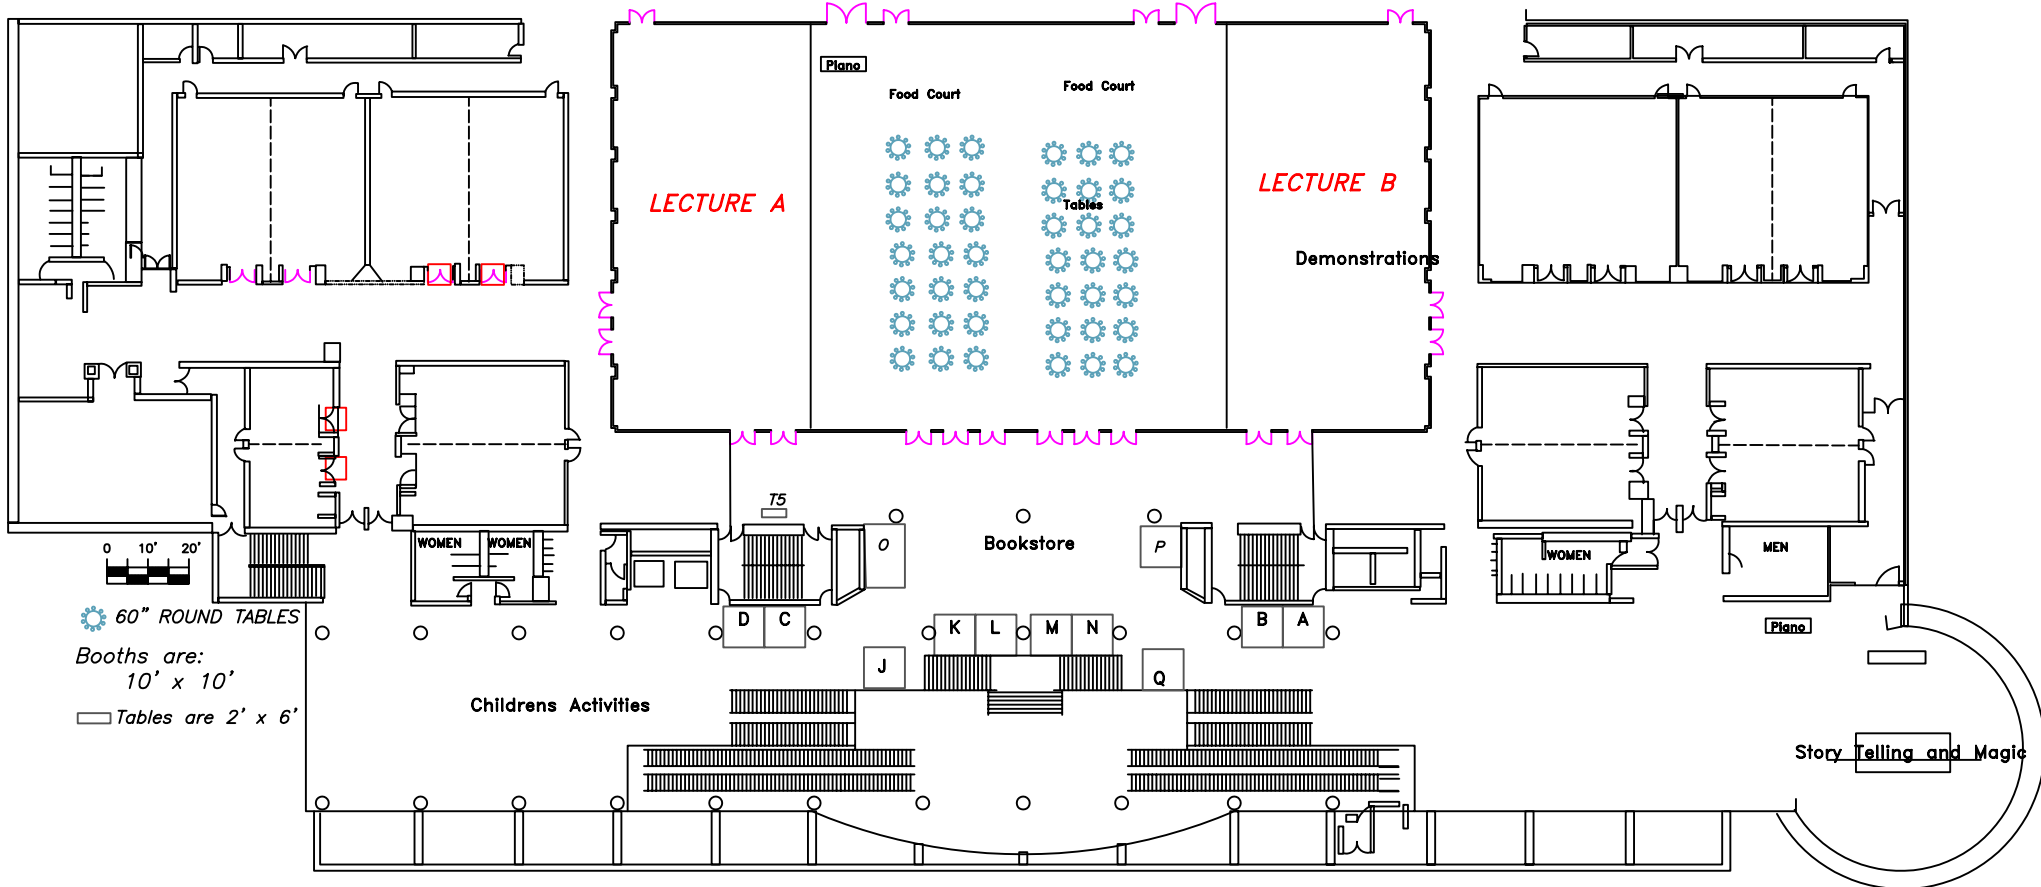 Piano
Food Court
Food Court
LECTURE A
LECTURE B
Tables
Demonstrations
T5
O
Bookstore
P
WOMEN
WOMEN
WOMEN
MEN
0 10' 20'
60" ROUND TABLES
Booths are:
10' x 10'
Tables are 2' x 6'
D
C
K
L
M
N
B
A
Piano
J
Q
Childrens Activities
Story Telling and Magic